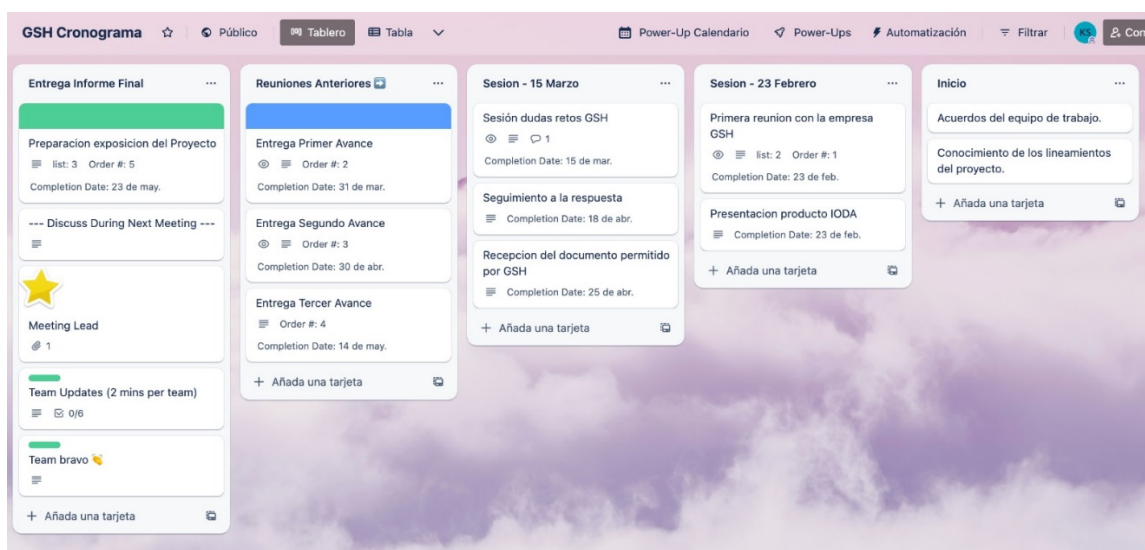 GSH Cronograma
Público
Tablero
Tabla
Power-Up Calendario
Power-Ups
Automatización
Filtrar
KS
Con
Entrega Informe Final
Preparacion exposicion del Proyecto
list: 3 Order #: 5
Completion Date: 23 de may.
--- Discuss During Next Meeting ---
Meeting Lead
1
Team Updates (2 mins per team)
0/6
Team bravo 👏
+ Añada una tarjeta
Reuniones Anteriores ➡️
Entrega Primer Avance
Order #: 2
Completion Date: 31 de mar.
Entrega Segundo Avance
Order #: 3
Completion Date: 30 de abr.
Entrega Tercer Avance
Order #: 4
Completion Date: 14 de may.
+ Añada una tarjeta
Sesion - 15 Marzo
Sesión dudas retos GSH
1
Completion Date: 15 de mar.
Seguimiento a la respuesta
Completion Date: 18 de abr.
Recepcion del documento permitido
por GSH
Completion Date: 25 de abr.
+ Añada una tarjeta
Sesion - 23 Febrero
Primera reunion con la empresa
GSH
list: 2 Order #: 1
Completion Date: 23 de feb.
Presentacion producto IODA
Completion Date: 23 de feb.
+ Añada una tarjeta
Inicio
Acuerdos del equipo de trabajo.
Conocimiento de los lineamientos
del proyecto.
+ Añada una tarjeta